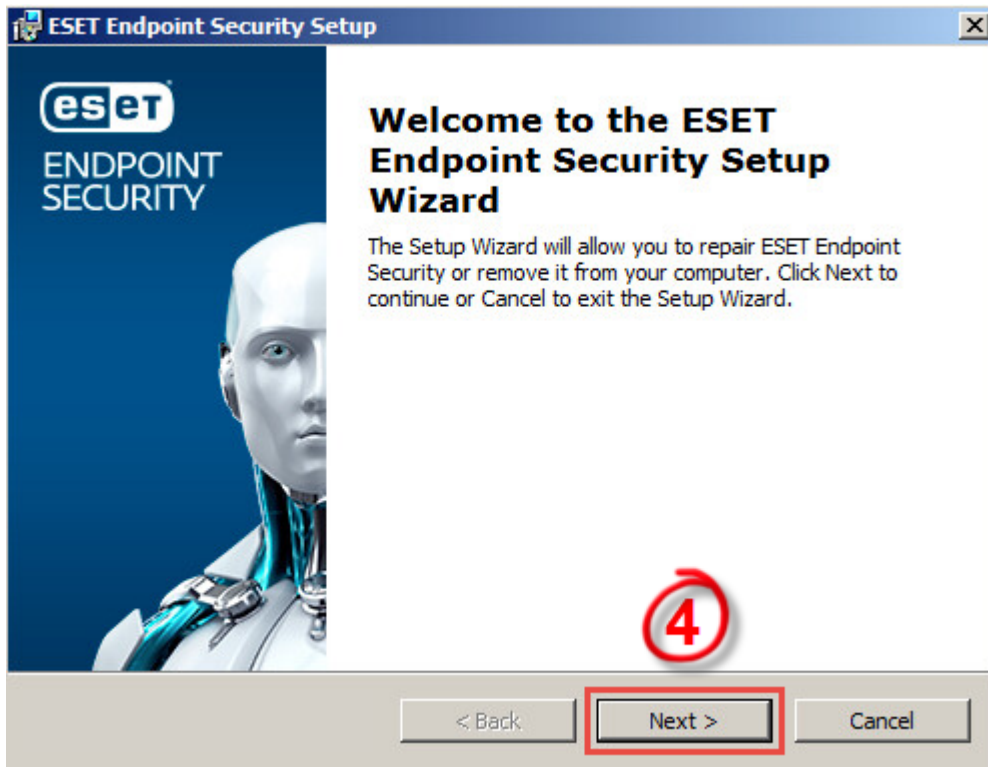 ESET Endpoint Security Setup
eset
ENDPOINT
SECURITY
Welcome to the ESET
Endpoint Security Setup
Wizard
The Setup Wizard will allow you to repair ESET Endpoint
Security or remove it from your computer. Click Next to
continue or Cancel to exit the Setup Wizard.
4
< Back
Next >
Cancel